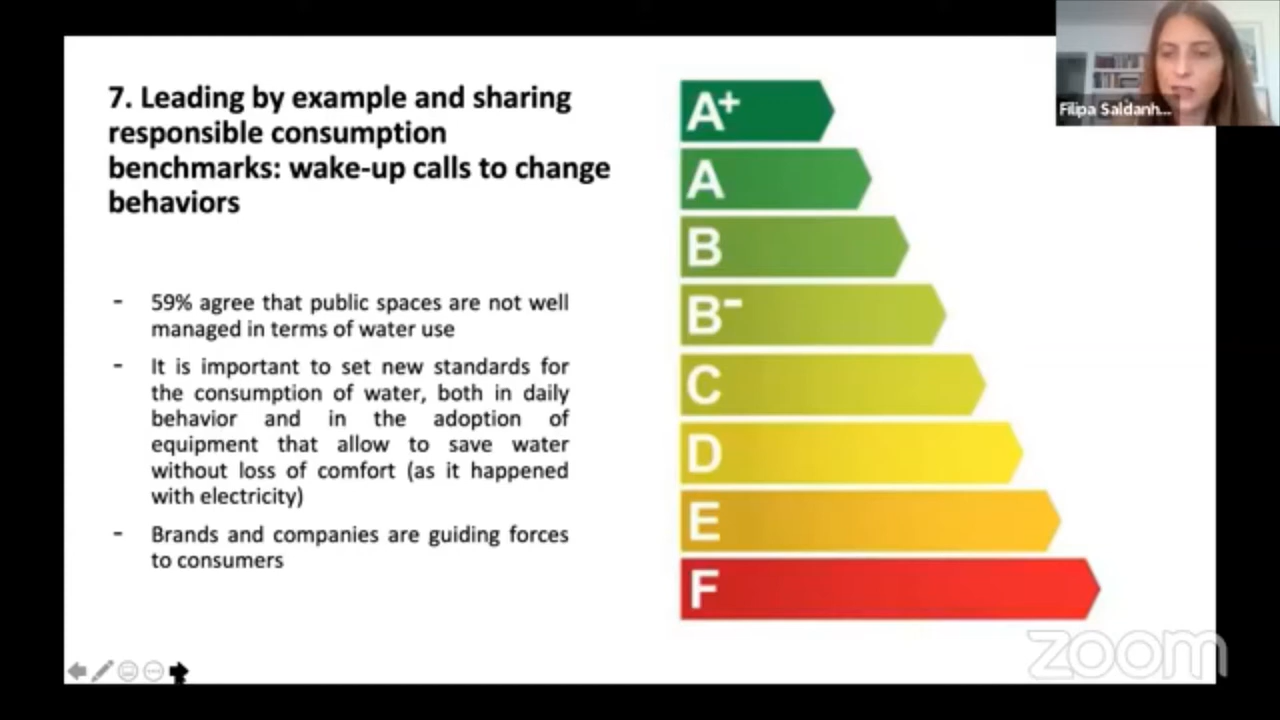 7. Leading by example and sharing
responsible consumption
benchmarks: wake-up calls to change
behaviors
- 59% agree that public spaces are not well
managed in terms of water use
- It is important to set new standards for
the consumption of water, both in daily
behavior and in the adoption of
equipment that allow to save water
without loss of comfort (as it happened
with electricity)
- Brands and companies are guiding forces
to consumers
A+
A
B
B-
C
D
E
F
Filipa Saldanh...
zoom